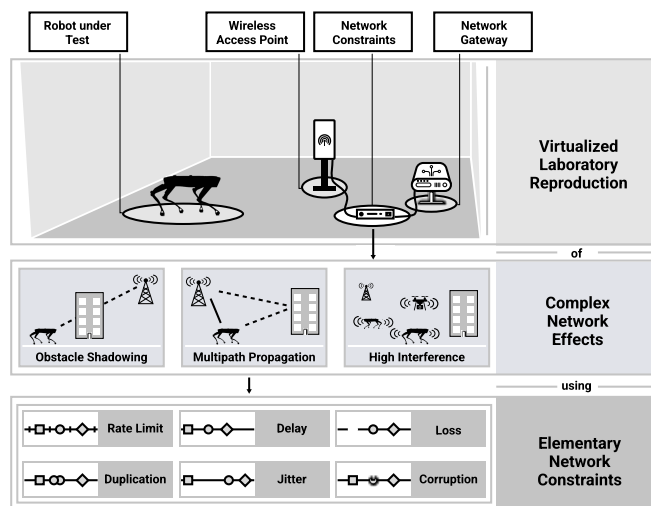 Robot under
Test
Wireless
Access Point
Network
Constraints
Network
Gateway
Virtualized
Laboratory
Reproduction
of
Obstacle Shadowing
Multipath Propagation
High Interference
Complex
Network
Effects
using
Rate Limit
Delay
Loss
Duplication
Jitter
Corruption
Elementary
Network
Constraints